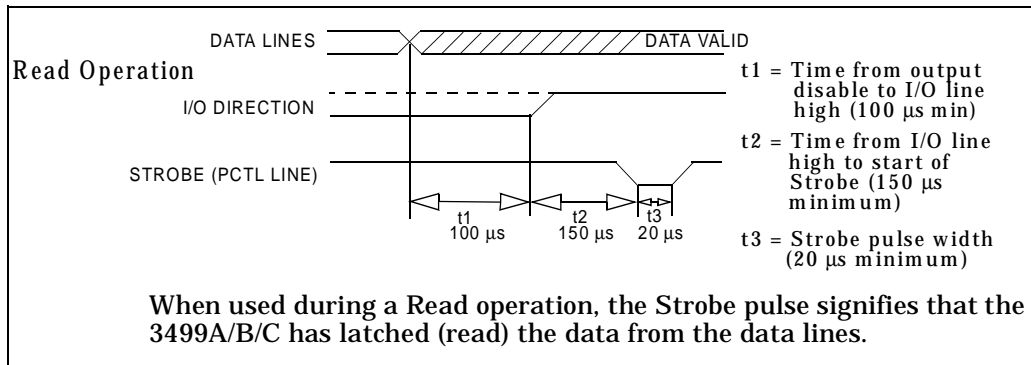 DATA LINES
DATA VALID
Read Operation
I/O DIRECTION
STROBE (PCTL LINE)
t1
100 µs
t2
150 µs
t3
20 µs
t1 = Time from output
disable to I/O line
high (100 µs min)
t2 = Time from I/O line
high to start of
Strobe (150 µs
minimum)
t3 = Strobe pulse width
(20 µs minimum)
When used during a Read operation, the Strobe pulse signifies that the
3499A/B/C has latched (read) the data from the data lines.